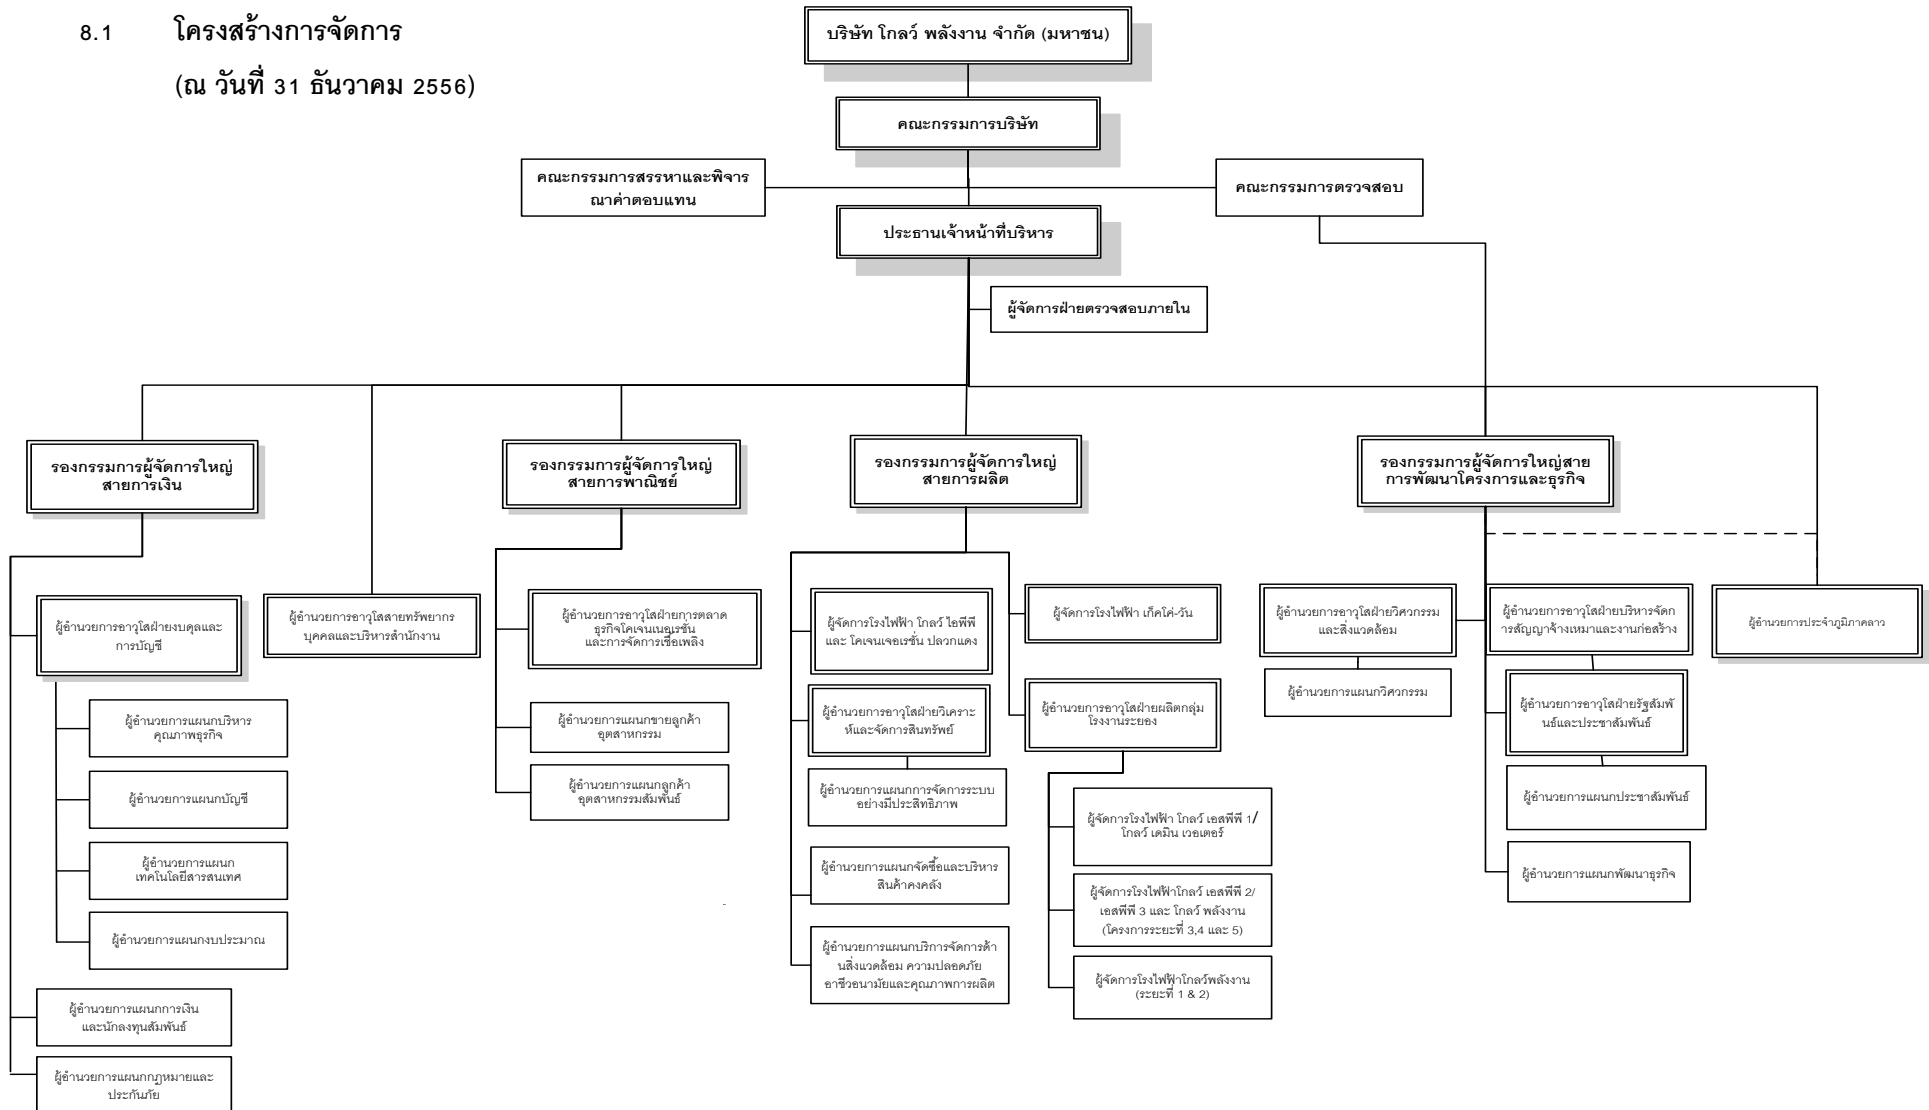 8.1 โครงสร้างการจัดการ
(ณ วันที่ 31 ธันวาคม 2556)
บริษัท โกลว์ พลังงาน จำกัด (มหาชน)
คณะกรรมการบริษัท
คณะกรรมการสรรหาและพิจาร
ณาค่าตอบแทน
คณะกรรมการตรวจสอบ
ประธานเจ้าหน้าที่บริหาร
ผู้จัดการฝ่ายตรวจสอบภายใน
รองกรรมการผู้จัดการใหญ่
สายการเงิน
รองกรรมการผู้จัดการใหญ่
สายการพาณิชย์
รองกรรมการผู้จัดการใหญ่
สายการผลิต
รองกรรมการผู้จัดการใหญ่สาย
การพัฒนาโครงการและธุรกิจ
ผู้อำนวยการอาวุโสฝ่ายงบดุลและ
การบัญชี
ผู้อำนวยการแผนกบริหาร
คุณภาพธุรกิจ
ผู้อำนวยการแผนกบัญชี
ผู้อำนวยการแผนก
เทคโนโลยีสารสนเทศ
ผู้อำนวยการแผนกงบประมาณ
ผู้อำนวยการแผนกการเงิน
และนักลงทุนสัมพันธ์
ผู้อำนวยการแผนกกฎหมายและ
ประกันภัย
ผู้อำนวยการอาวุโสสายทรัพยากร
บุคคลและบริหารสำนักงาน
ผู้อำนวยการอาวุโสฝ่ายการตลาด
ธุรกิจโคเจนเนอเรชั่น
และการจัดการเชื้อเพลิง
ผู้อำนวยการแผนกขายลูกค้า
อุตสาหกรรม
ผู้อำนวยการแผนกลูกค้า
อุตสาหกรรมสัมพันธ์
ผู้จัดการโรงไฟฟ้า โกลว์ ไอพีพี
และ โคเจนเจอเรชั่น ปลวกแดง
ผู้อำนวยการอาวุโสฝ่ายวิเคราะ
ห์และจัดการสินทรัพย์
ผู้อำนวยการแผนกการจัดการระบบ
อย่างมีประสิทธิภาพ
ผู้อำนวยการแผนกจัดซื้อและบริหาร
สินค้าคงคลัง
ผู้อำนวยการแผนกบริการจัดการด้า
นสิ่งแวดล้อม ความปลอดภัย
อาชีวอนามัยและคุณภาพการผลิต
ผู้จัดการโรงไฟฟ้า เก็คโค่-วัน
ผู้อำนวยการอาวุโสฝ่ายผลิตกลุ่ม
โรงงานระยอง
ผู้จัดการโรงไฟฟ้า โกลว์ เอสพีพี 1/
โกลว์ เดมิน เวอเตอร์
ผู้จัดการโรงไฟฟ้าโกลว์ เอสพีพี 2/
เอสพีพี 3 และ โกลว์ พลังงาน
(โครงการระยะที่ 3,4 และ 5)
ผู้จัดการโรงไฟฟ้าโกลว์พลังงาน
(ระยะที่ 1 & 2)
ผู้อำนวยการอาวุโสฝ่ายวิศวกรรม
และสิ่งแวดล้อม
ผู้อำนวยการแผนกวิศวกรรม
ผู้อำนวยการอาวุโสฝ่ายบริหารจัดก
ารสัญญาจ้างเหมาและงานก่อสร้าง
ผู้อำนวยการอาวุโสฝ่ายรัฐสัมพั
นธ์และประชาสัมพันธ์
ผู้อำนวยการแผนกประชาสัมพันธ์
ผู้อำนวยการแผนกพัฒนาธุรกิจ
ผู้อำนวยการประจำภูมิภาคลาว